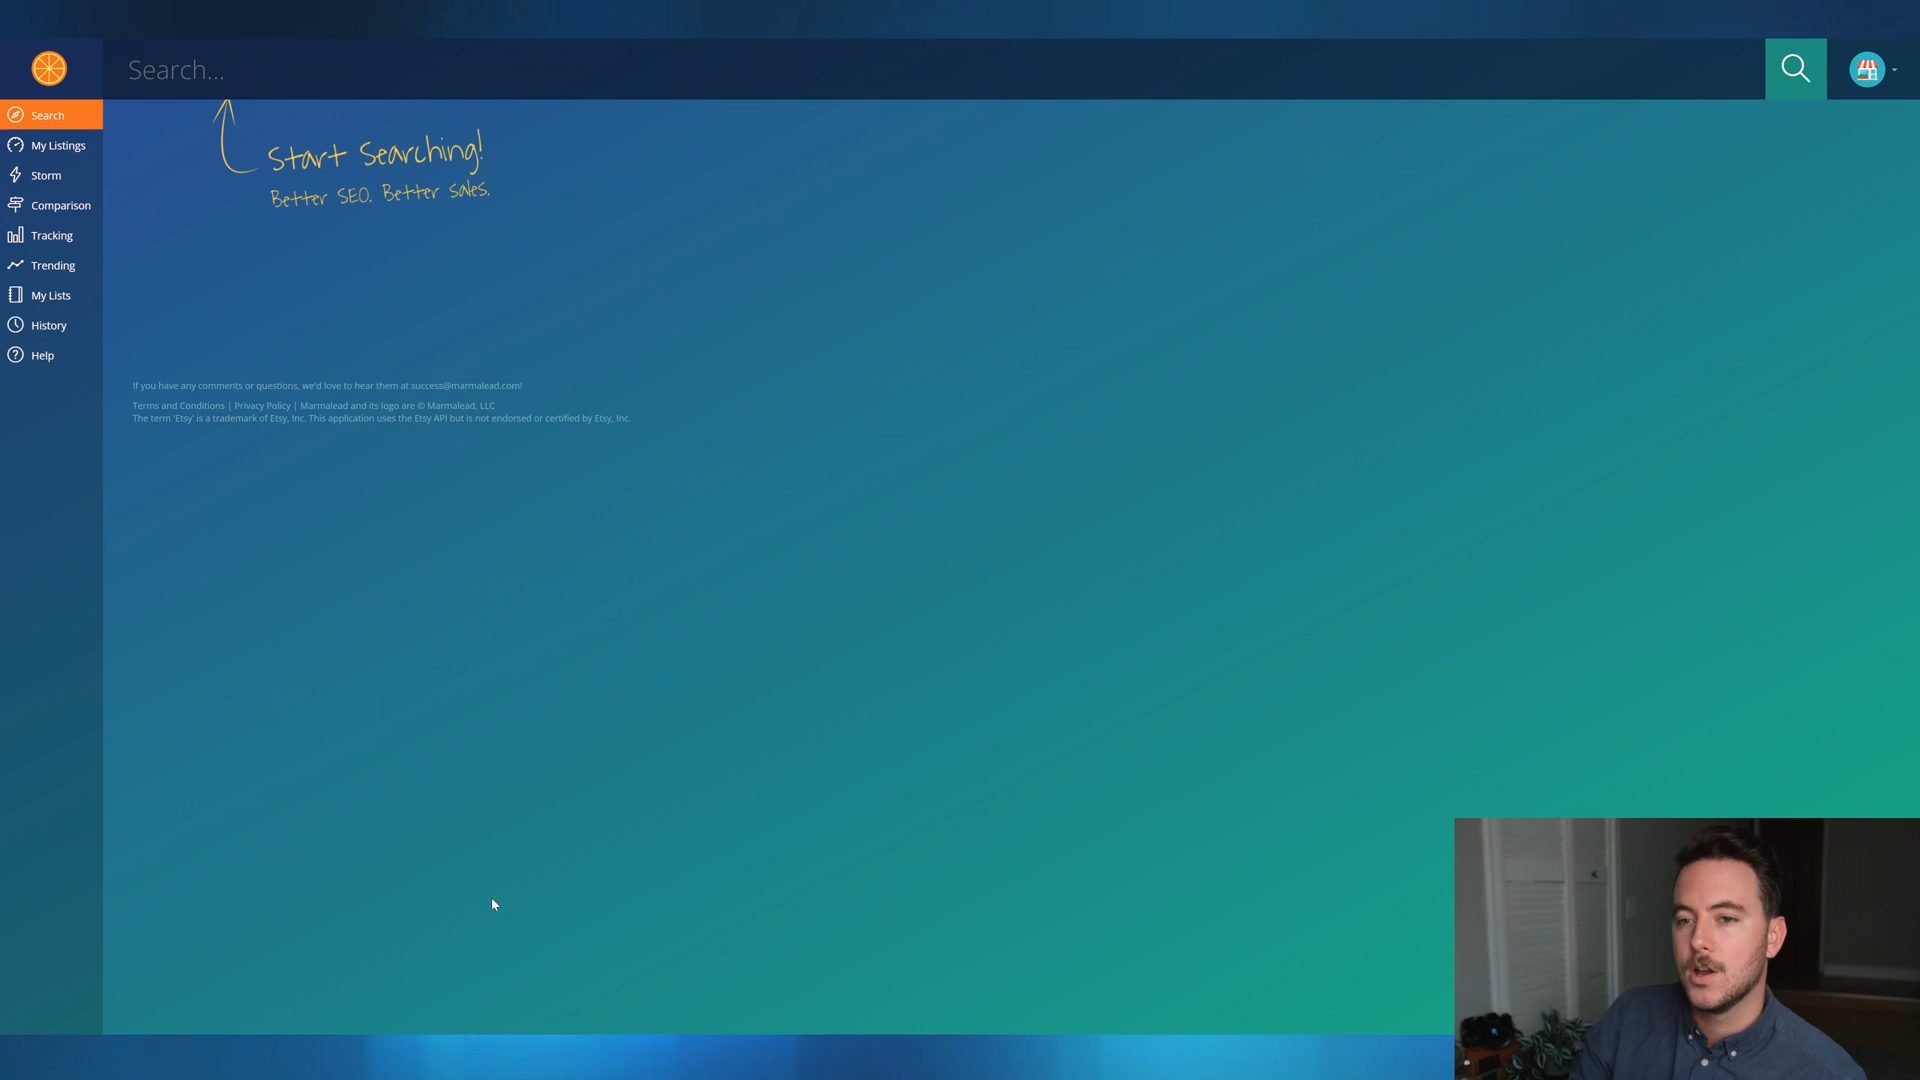 Search...
Search
My Listings
Storm
Comparison
Tracking
Trending
My Lists
History
Help
Start Searching!
Better SEO. Better sales.
If you have any comments or questions, we'd love to hear them at success@marmalead.com!
Terms and Conditions | Privacy Policy | Marmalead and its logo are © Marmalead, LLC
The term 'Etsy' is a trademark of Etsy, Inc. This application uses the Etsy API but is not endorsed or certified by Etsy, Inc.